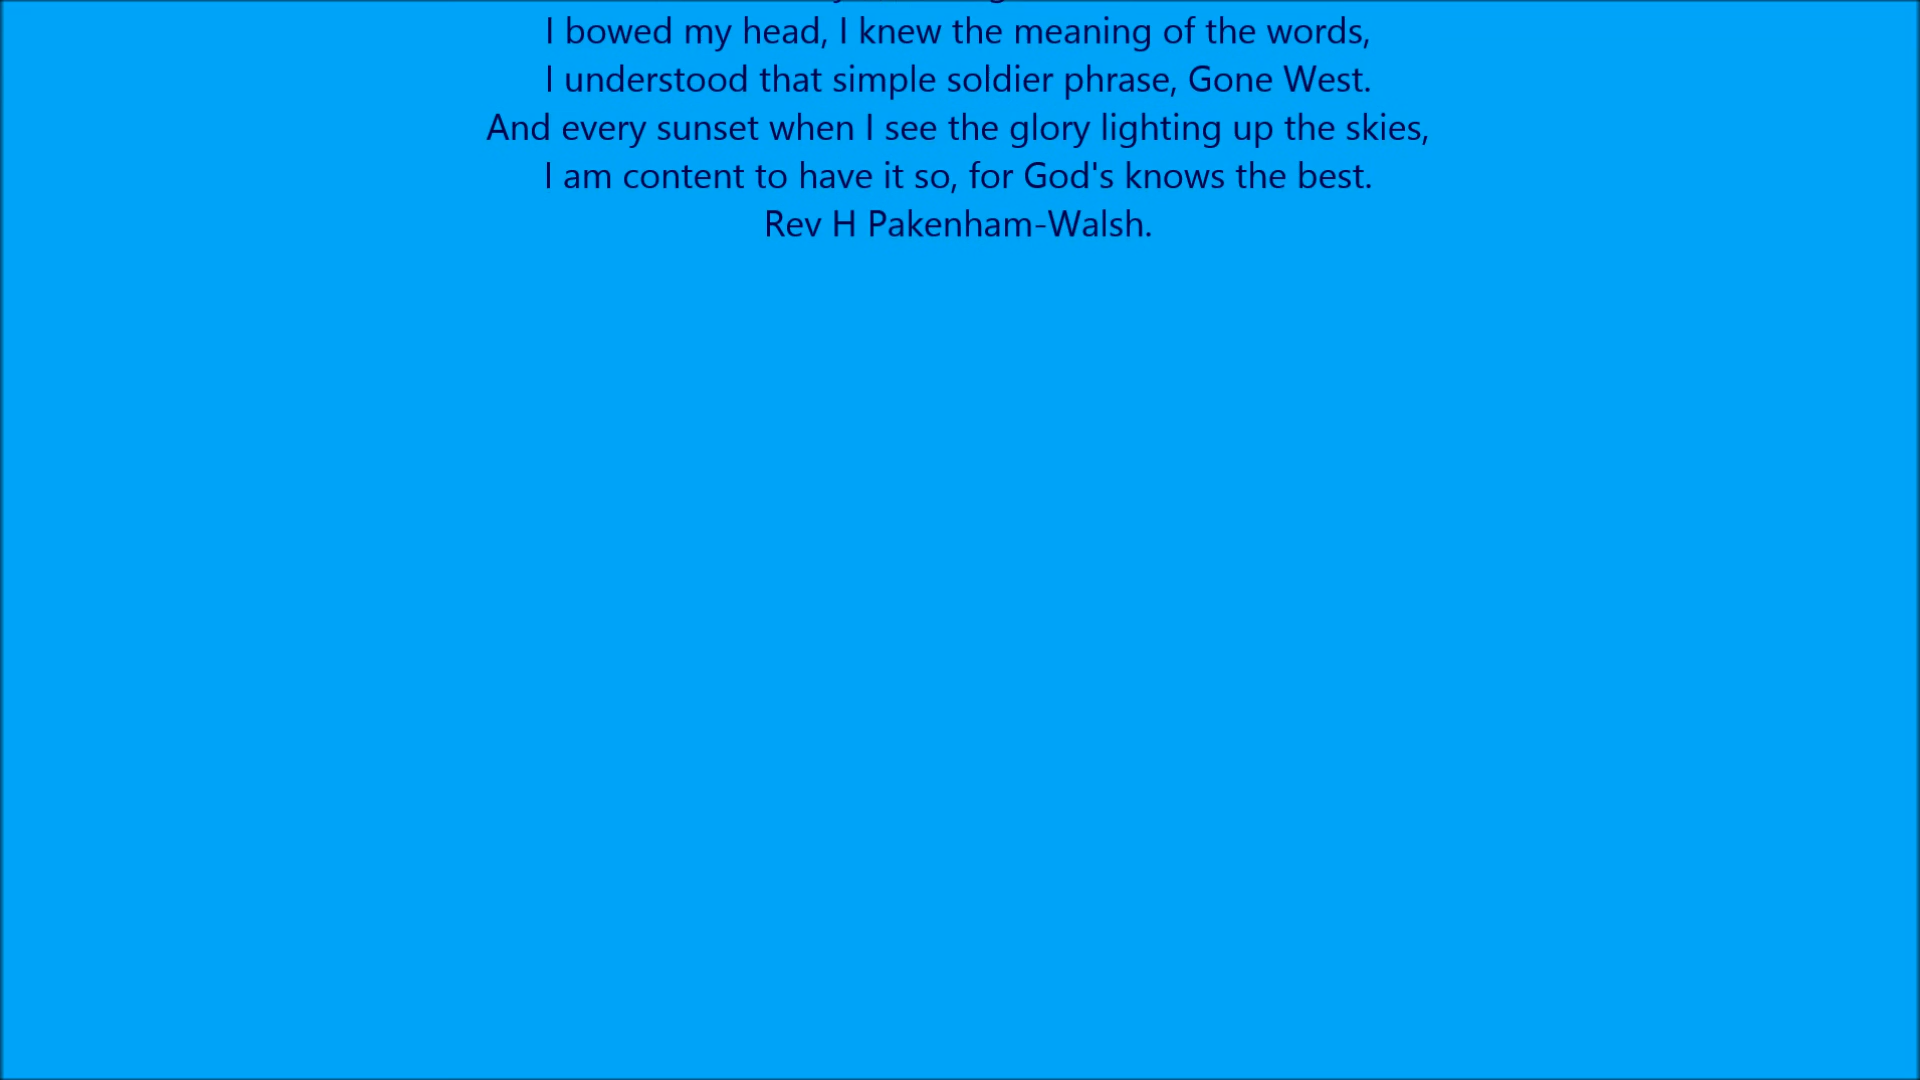 I bowed my head, I knew the meaning of the words,
I understood that simple soldier phrase, Gone West.
And every sunset when I see the glory lighting up the skies,
I am content to have it so, for God's knows the best.
Rev H Pakenham-Walsh.